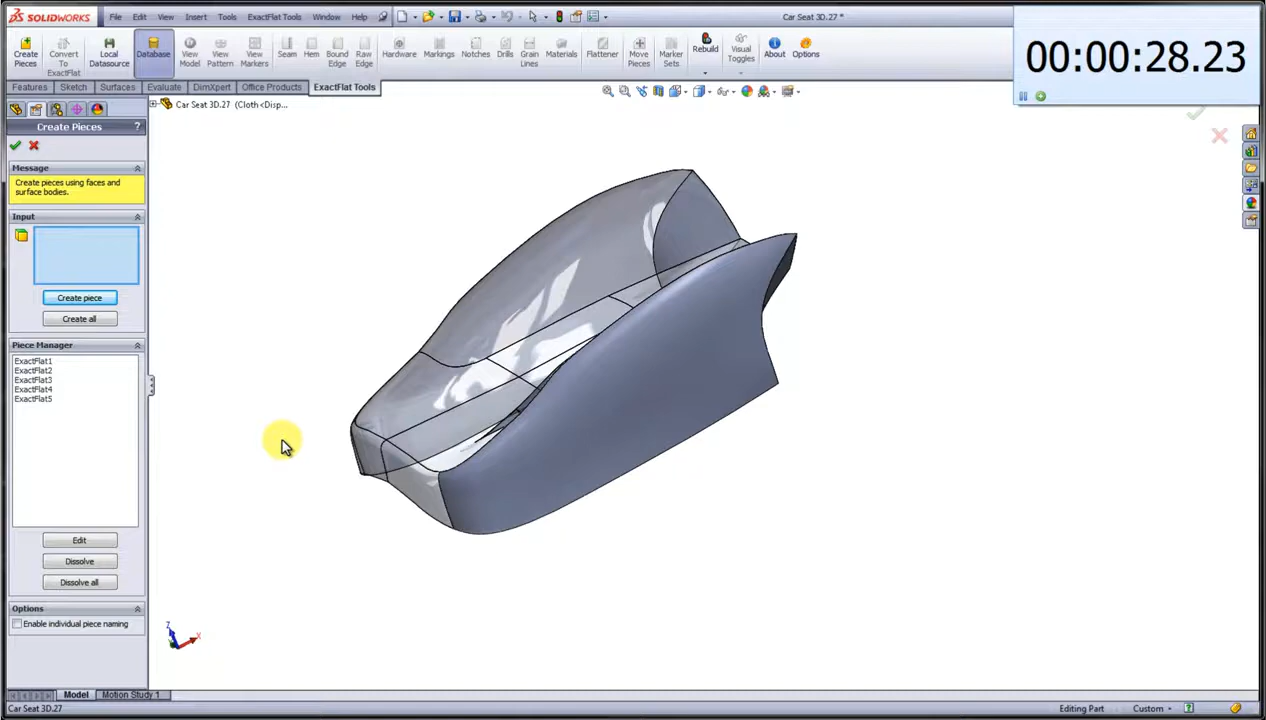 SOLIDWORKS File Edit View Insert Tools ExactFlat Tools Window Help Car Seat 3D.27 *
00:00:28.23
Create Pieces
Convert To ExactFlat
Local Datasource
Database
View Model
View Pattern
View Markers
Seam
Hem
Bound Edge
Raw Edge
Hardware
Markings
Notches
Drills
Grain Lines
Materials
Flattener
Move Pieces
Marker Sets
Rebuild
Visual Toggles
About
Options
Features Sketch Surfaces Evaluate DimXpert Office Products ExactFlat Tools
Car Seat 3D.27 (Cloth<Disp...
Create Pieces ?
Message
Create pieces using faces and
surface bodies.
Input
Create piece
Create all
Piece Manager
ExactFlat1
ExactFlat2
ExactFlat3
ExactFlat4
ExactFlat5
Edit
Dissolve
Dissolve all
Options
Enable individual piece naming
Z
X
Model Motion Study 1
Car Seat 3D.27 Editing Part Custom ?